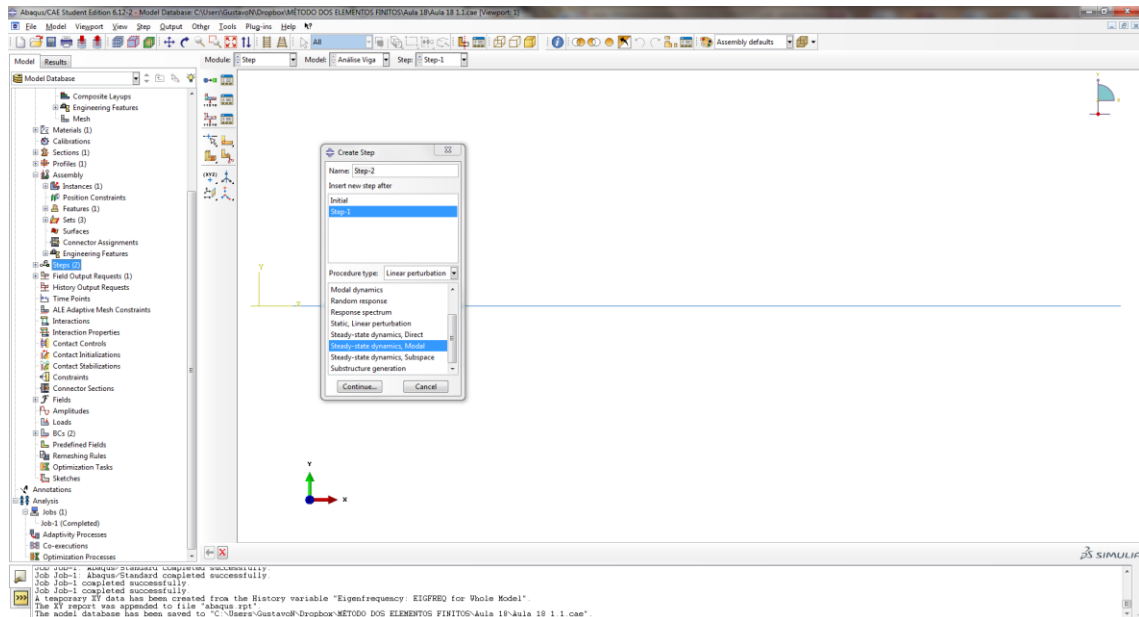 Abaqus/CAE Student Edition 6.12-2 - Model Database: C:\Users\GustavoN\Dropbox\MÉTODO DOS ELEMENTOS FINITOS\Aula 18\Aula 18 1.1.cae [Viewport: 1]
File Model Viewport View Step Output Other Tools Plug-ins Help
All
Assembly defaults
Model Results
Module: Step Model: Análise Viga Step: Step-1
Model Database
Composite Layups
Engineering Features
Mesh
Materials (1)
Calibrations
Sections (1)
Profiles (1)
Assembly
Instances (1)
Position Constraints
Features (1)
Sets (3)
Surfaces
Connector Assignments
Engineering Features
Steps (2)
Field Output Requests (1)
History Output Requests
Time Points
ALE Adaptive Mesh Constraints
Interactions
Interaction Properties
Contact Controls
Contact Initializations
Contact Stabilizations
Constraints
Connector Sections
Fields
Amplitudes
Loads
BCs (2)
Predefined Fields
Remeshing Rules
Optimization Tasks
Sketches
Annotations
Analysis
Jobs (1)
Job-1 (Completed)
Adaptivity Processes
Co-executions
Optimization Processes
(XYZ)
Create Step
Name: Step-2
Insert new step after
Initial
Step-1
Procedure type: Linear perturbation
Modal dynamics
Random response
Response spectrum
Static, Linear perturbation
Steady-state dynamics, Direct
Steady-state dynamics, Modal
Steady-state dynamics, Subspace
Substructure generation
Continue... Cancel
Y
Y
X
SIMULIA
Job Job-1: Abaqus/Standard completed successfully.
Job Job-1: Abaqus/Standard completed successfully.
Job Job-1 completed successfully.
A temporary XY data has been created from the History variable "Eigenfrequency: EIGFREQ for Whole Model".
The XY report was appended to file "abaqus.rpt".
The model database has been saved to "C:\Users\GustavoN\Dropbox\MÉTODO DOS ELEMENTOS FINITOS\Aula 18\Aula 18 1.1.cae".